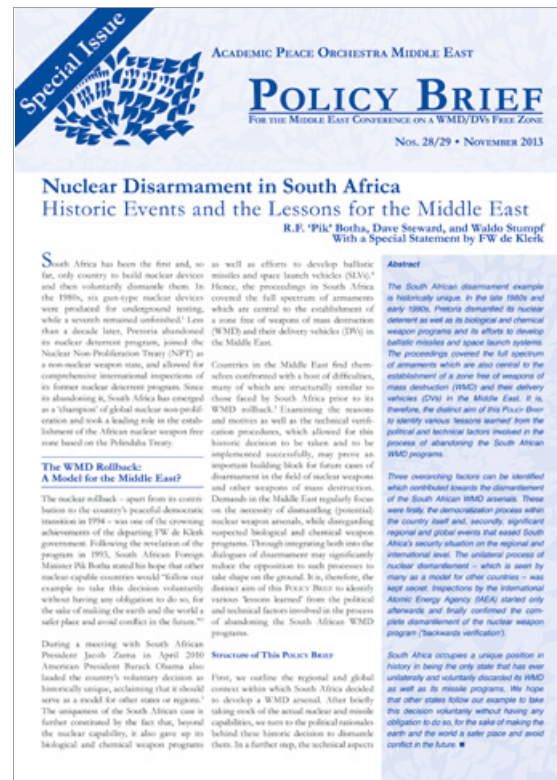 Special Issue
ACADEMIC PEACE ORCHESTRA MIDDLE EAST
POLICY BRIEF
FOR THE MIDDLE EAST CONFERENCE ON A WMD/DVS FREE ZONE
NOS. 28/29 • NOVEMBER 2013
Nuclear Disarmament in South Africa
Historic Events and the Lessons for the Middle East
R.F. ‘Pik’ Botha, Dave Steward, and Waldo Stumpf
With a Special Statement by FW de Klerk
South Africa has been the first and, so
far, only country to build nuclear devices
and then voluntarily dismantle them. In
the 1980s, six gun-type nuclear devices
were produced for underground testing,
while a seventh remained unfinished.¹ Less
than a decade later, Pretoria abandoned
its nuclear deterrent program, joined the
Nuclear Non-Proliferation Treaty (NPT) as
a non-nuclear weapon state, and allowed for
comprehensive international inspections of
its former nuclear deterrent program. Since
its abandoning it, South Africa has emerged
as a ‘champion’ of global nuclear non-prolif-
eration and took a leading role in the estab-
lishment of the African nuclear weapon free
zone based on the Pelindaba Treaty.
The WMD Rollback:
A Model for the Middle East?
The nuclear rollback – apart from its contri-
bution to the country’s peaceful democratic
transition in 1994 – was one of the crowning
achievements of the departing FW de Klerk
government. Following the revelation of the
program in 1993, South African Foreign
Minister Pik Botha stated his hope that other
nuclear capable countries would “follow our
example to take this decision voluntarily
without having any obligation to do so, for
the sake of making the earth and the world a
safer place and avoid conflict in the future.”²
During a meeting with South African
President Jacob Zuma in April 2010
American President Barack Obama also
lauded the country’s voluntary decision as
historically unique, acclaiming that it should
serve as a model for other states or regions.³
The uniqueness of the South African case is
further constituted by the fact that, beyond
the nuclear capability, it also gave up its
biological and chemical weapon programs
as well as efforts to develop ballistic
missiles and space launch vehicles (SLVs).⁴
Hence, the proceedings in South Africa
covered the full spectrum of armaments
which are central to the establishment of
a zone free of weapons of mass destruction
(WMD) and their delivery vehicles (DVs) in
the Middle East.
Countries in the Middle East find them-
selves confronted with a host of difficulties,
many of which are structurally similar to
those faced by South Africa prior to its
WMD rollback.⁵ Examining the reasons
and motives as well as the technical verifi-
cation procedures, which allowed for this
historic decision to be taken and to be
implemented successfully, may prove an
important building block for future cases of
disarmament in the field of nuclear weapons
and other weapons of mass destruction.
Demands in the Middle East regularly focus
on the necessity of dismantling (potential)
nuclear weapon arsenals, while disregarding
suspected biological and chemical weapon
programs. Through integrating both into the
dialogues of disarmament may significantly
reduce the opposition to such processes to
take shape on the ground. It is, therefore, the
distinct aim of this POLICY BRIEF to identify
various ‘lessons learned’ from the political
and technical factors involved in the process
of abandoning the South African WMD
programs.
Structure of This POLICY BRIEF
First, we outline the regional and global
context within which South Africa decided
to develop a WMD arsenal. After briefly
taking stock of the actual nuclear and missile
capabilities, we turn to the political rationales
behind these historic decision to dismantle
them. In a further step, the technical aspects
Abstract
The South African disarmament example
is historically unique. In the late 1980s and
early 1990s, Pretoria dismantled its nuclear
deterrent as well as its biological and chemical
weapon programs and its efforts to develop
ballistic missiles and space launch systems.
The proceedings covered the full spectrum
of armaments which are also central to the
establishment of a zone free of weapons of
mass destruction (WMD) and their delivery
vehicles (DVs) in the Middle East. It is,
therefore, the distinct aim of this POLICY BRIEF
to identify various ‘lessons learned’ from the
political and technical factors involved in the
process of abandoning the South African
WMD programs.
Three overarching factors can be identified
which contributed towards the dismantlement
of the South African WMD arsenals. These
were firstly, the democratization process within
the country itself and, secondly, significant
regional and global events that eased South
Africa’s security situation on the regional and
international level. The unilateral process of
nuclear dismantlement – which is seen by
many as a model for other countries – was
kept secret. Inspections by the International
Atomic Energy Agency (IAEA) started only
afterwards and finally confirmed the com-
plete dismantlement of the nuclear weapon
program (‘backwards verification’).
South Africa occupies a unique position in
history in being the only state that has ever
unilaterally and voluntarily discarded its WMD
as well as its missile programs. We hope
that other states follow our example to take
this decision voluntarily without having any
obligation to do so, for the sake of making the
earth and the world a safer place and avoid
conflict in the future. ■